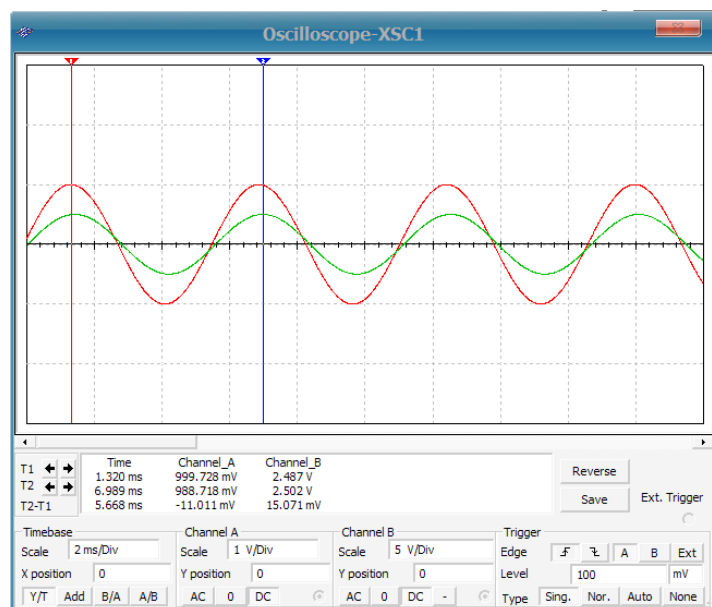 Oscilloscope-XSC1
1
2
Time Channel_A Channel_B
T1 1.320 ms 999.728 mV 2.487 V
T2 6.989 ms 988.718 mV 2.502 V
T2-T1 5.668 ms -11.011 mV 15.071 mV
Reverse
Save
Ext. Trigger
Timebase
Scale 2 ms/Div
X position 0
Y/T Add B/A A/B
Channel A
Scale 1 V/Div
Y position 0
AC 0 DC
Channel B
Scale 5 V/Div
Y position 0
AC 0 DC -
Trigger
Edge A B Ext
Level 100 mV
Type Sing. Nor. Auto None